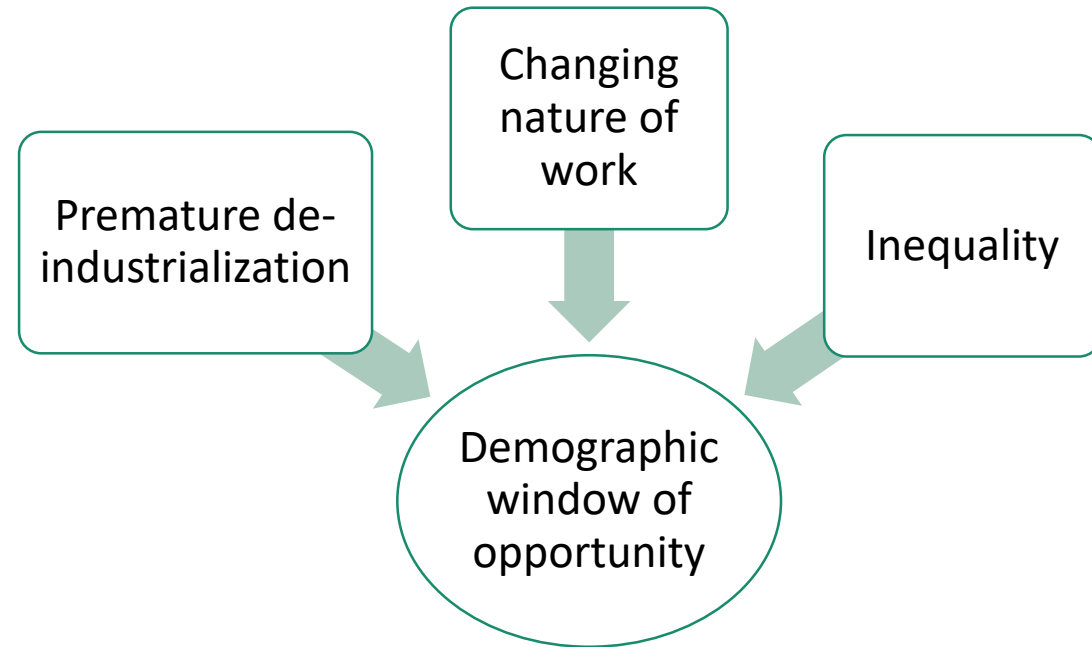 Changing
nature of
work
Premature de-
industrialization
Inequality
Demographic
window of
opportunity